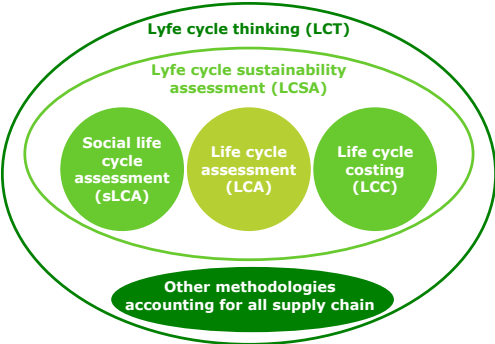 Lyfe cycle thinking (LCT)
Lyfe cycle sustainability
assessment (LCSA)
Social life
cycle
assessment
(sLCA)
Life cycle
assessment
(LCA)
Life cycle
costing
(LCC)
Other methodologies
accounting for all supply chain